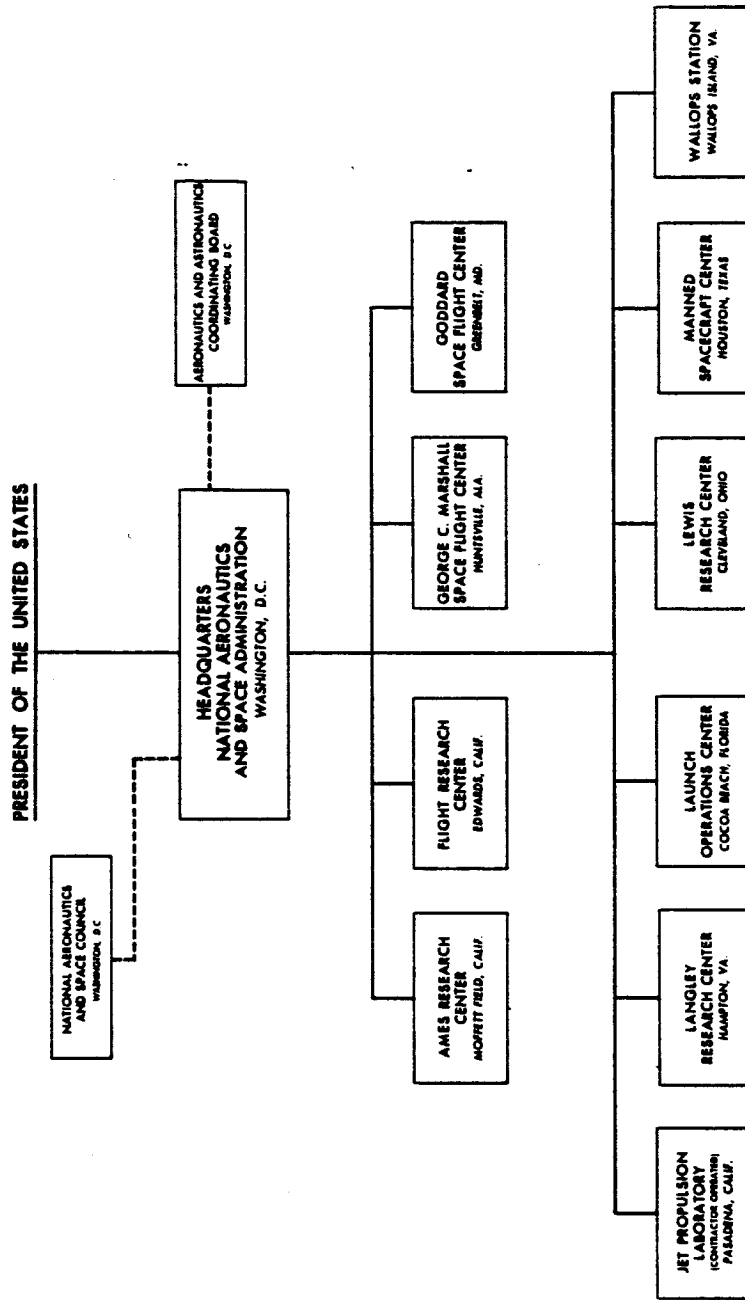 PRESIDENT OF THE UNITED STATES
NATIONAL AERONAUTICS
AND SPACE COUNCIL
WASHINGTON, D.C
HEADQUARTERS
NATIONAL AERONAUTICS
AND SPACE ADMINISTRATION
WASHINGTON, D.C.
AERONAUTICS AND ASTRONAUTICS
COORDINATING BOARD
WASHINGTON, D.C
AMES RESEARCH
CENTER
MOFFETT FIELD, CALIF.
FLIGHT RESEARCH
CENTER
EDWARDS, CALIF.
GEORGE C. MARSHALL
SPACE FLIGHT CENTER
HUNTSVILLE, ALA.
GODDARD
SPACE FLIGHT CENTER
GREENBELT, MD.
JET PROPULSION
LABORATORY
(CONTRACTOR OPERATED)
PASADENA, CALIF.
LANGLEY
RESEARCH CENTER
HAMPTON, VA.
LAUNCH
OPERATIONS CENTER
COCOA BEACH, FLORIDA
LEWIS
RESEARCH CENTER
CLEVELAND, OHIO
MANNED
SPACECRAFT CENTER
HOUSTON, TEXAS
WALLOPS STATION
WALLOPS ISLAND, VA.